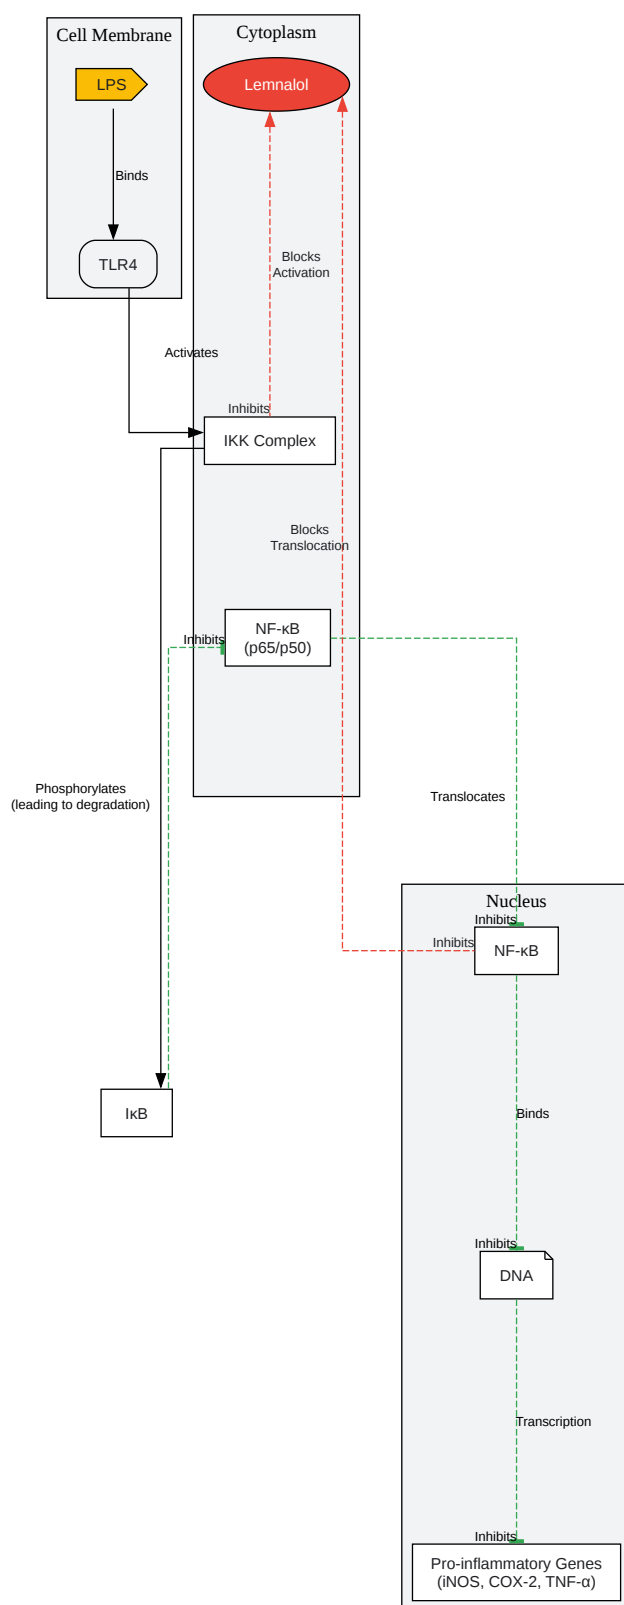 Cell Membrane
Cytoplasm
LPS
Lemnalol
Binds
TLR4
Blocks
Activation
Activates
Inhibits
IKK Complex
Blocks
Translocation
Inhibits
NF-κB
(p65/p50)
Phosphorylates
(leading to degradation)
Translocates
Nucleus
Inhibits
Inhibits
NF-κB
IκB
Binds
Inhibits
DNA
Transcription
Inhibits
Pro-inflammatory Genes
(iNOS, COX-2, TNF-α)